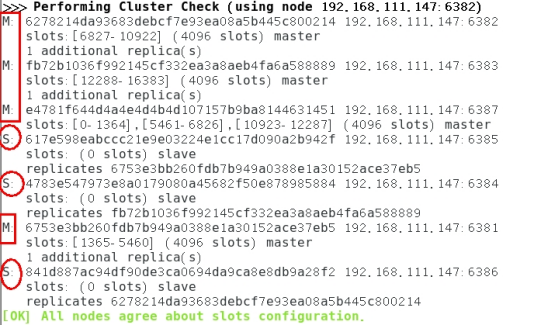 >>> Performing Cluster Check (using node 192.168.111.147:6382)
M: 6278214da93683debcf7e93ea08a5b445c800214 192.168.111.147:6382
slots:[6827-10922] (4096 slots) master
1 additional replica(s)
M: fb72b1036f992145cf332ea3a8aeb4fa6a588889 192.168.111.147:6383
slots:[12288-16383] (4096 slots) master
1 additional replica(s)
M: e4781f644d4a4e4d4b4d107157b9ba8144631451 192.168.111.147:6387
slots:[0-1364],[5461-6826],[10923-12287] (4096 slots) master
S: 617e598eabccc21e9e03224e1cc17d090a2b942f 192.168.111.147:6385
slots: (0 slots) slave
replicates 6753e3bb260fdb7b949a0388e1a30152ace37eb5
S: 4783e547973e8a0179080a45682f50e878985884 192.168.111.147:6384
slots: (0 slots) slave
replicates fb72b1036f992145cf332ea3a8aeb4fa6a588889
M: 6753e3bb260fdb7b949a0388e1a30152ace37eb5 192.168.111.147:6381
slots:[1365-5460] (4096 slots) master
1 additional replica(s)
S: 841d887ac94df90de3ca0694da9ca8e8db9a28f2 192.168.111.147:6386
slots: (0 slots) slave
replicates 6278214da93683debcf7e93ea08a5b445c800214
[OK] All nodes agree about slots configuration.